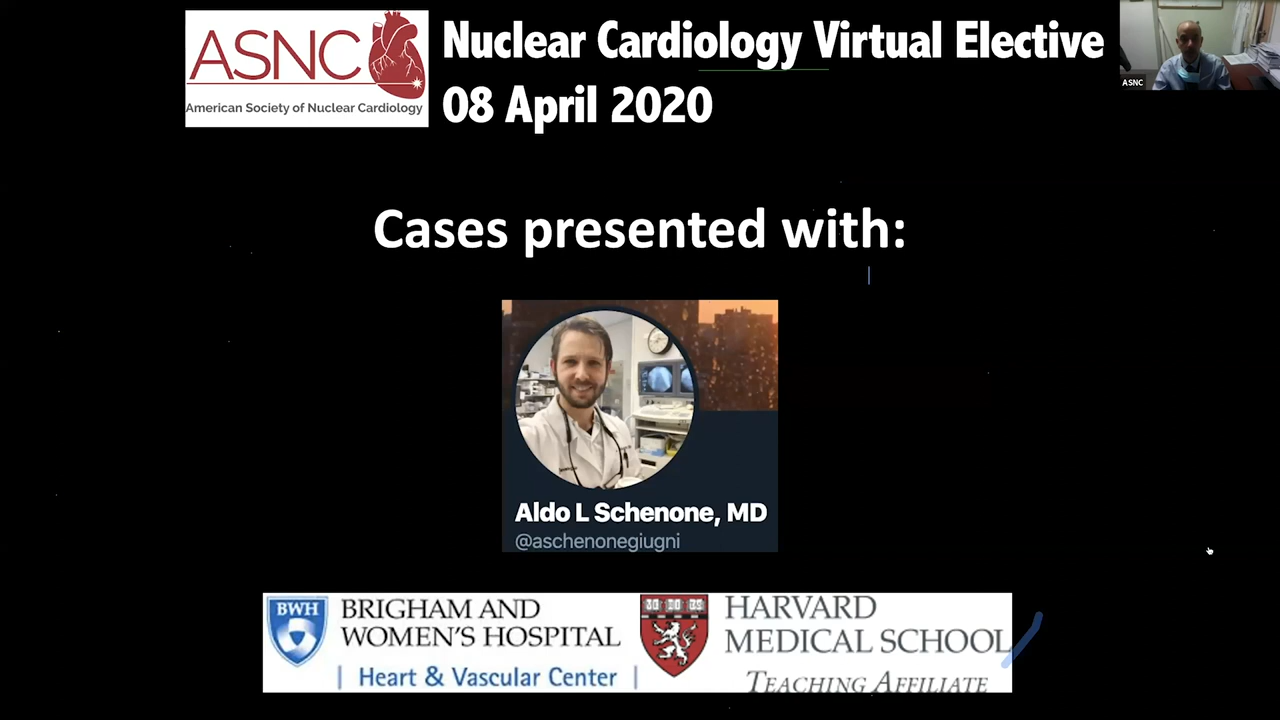 ASNC
American Society of Nuclear Cardiology
Nuclear Cardiology Virtual Elective
08 April 2020
ASNC
Cases presented with:
Aldo L Schenone, MD
@aschenonegiugni
BWH
BRIGHAM AND
WOMEN'S HOSPITAL
Heart & Vascular Center
HARVARD
MEDICAL SCHOOL
TEACHING AFFILIATE